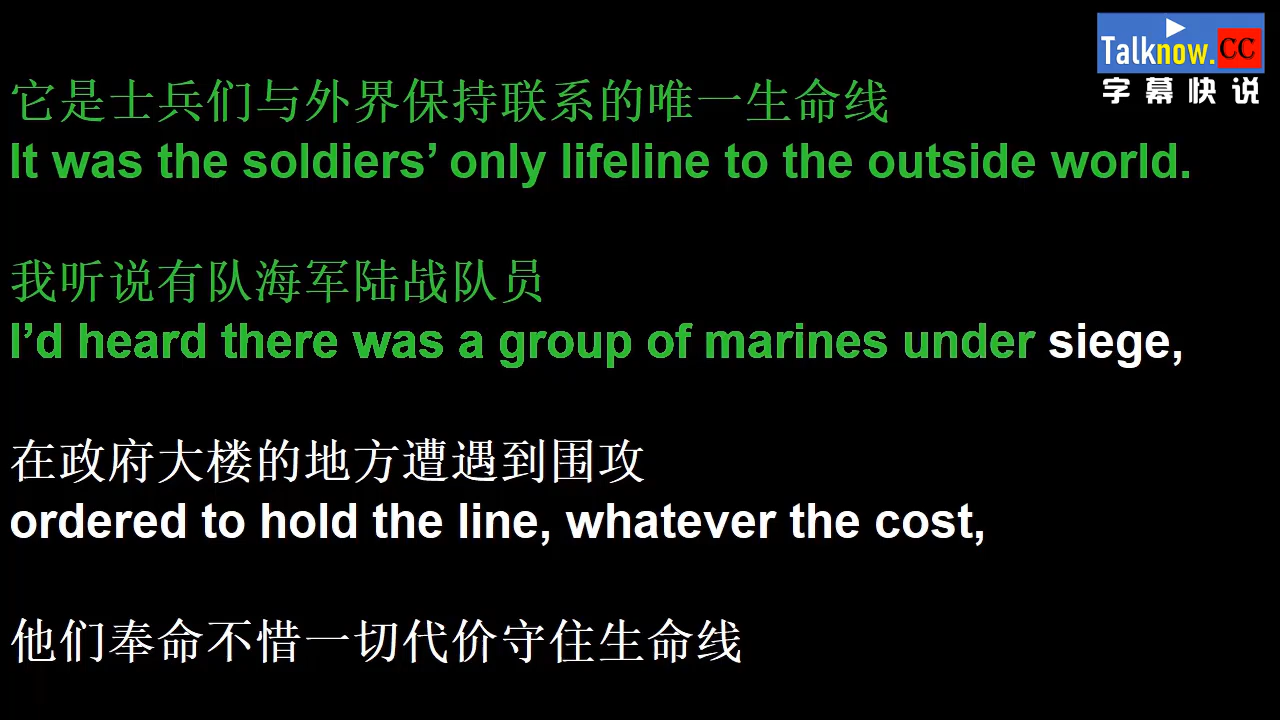 Talknow.CC
字幕快说
它是士兵们与外界保持联系的唯一生命线
It was the soldiers’ only lifeline to the outside world.
我听说有队海军陆战队员
I’d heard there was a group of marines under siege,
在政府大楼的地方遭遇到围攻
ordered to hold the line, whatever the cost,
他们奉命不惜一切代价守住生命线